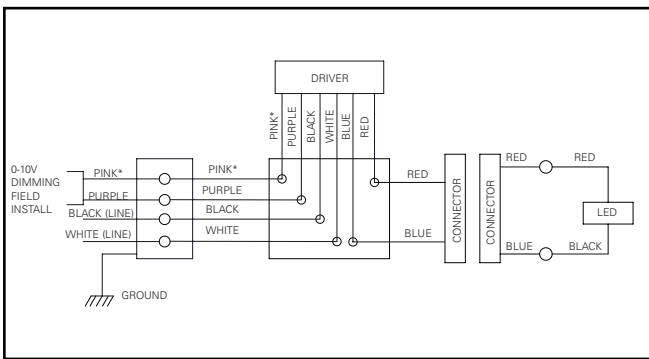 DRIVER
PINK*
PURPLE
BLACK
WHITE
BLUE
RED
0-10V
DIMMING
FIELD
INSTALL
PINK*
PURPLE
BLACK (LINE)
WHITE (LINE)
PINK*
PURPLE
BLACK
WHITE
GROUND
RED
BLUE
CONNECTOR
CONNECTOR
RED
RED
LED
BLUE
BLACK